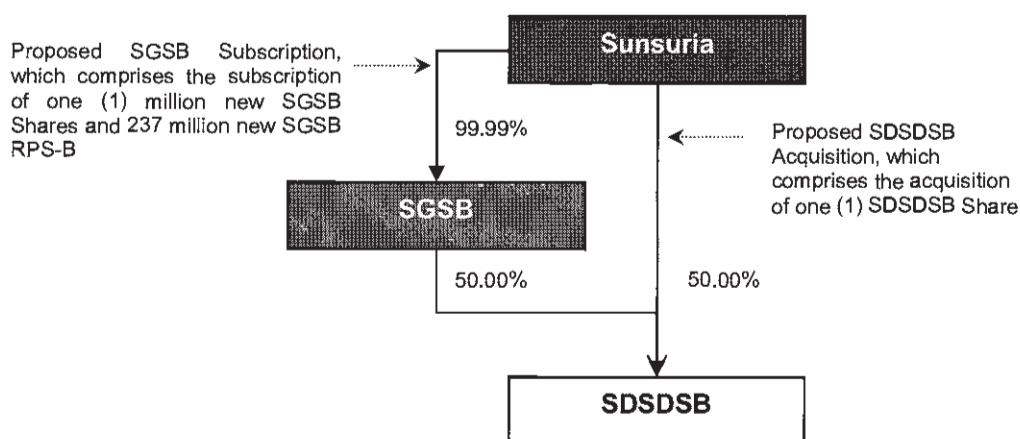 Sunsuria
Proposed SGSB Subscription,
which comprises the subscription
of one (1) million new SGSB
Shares and 237 million new SGSB
RPS-B
99.99%
Proposed SDSDSB
Acquisition, which
comprises the acquisition
of one (1) SDSDSB Share
SGSB
50.00%
50.00%
SDSDSB